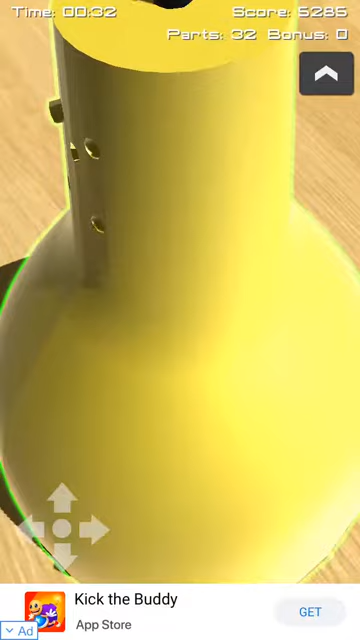 Time: 00:32 Score: 5285
Parts: 32 Bonus: 0
Kick the Buddy
App Store
GET
Ad